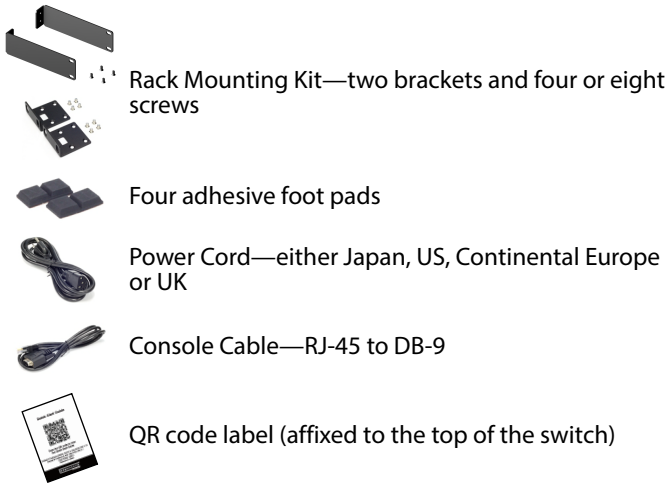 Rack Mounting Kit—two brackets and four or eight
screws
Four adhesive foot pads
Power Cord—either Japan, US, Continental Europe
or UK
Console Cable—RJ-45 to DB-9
QR code label (affixed to the top of the switch)